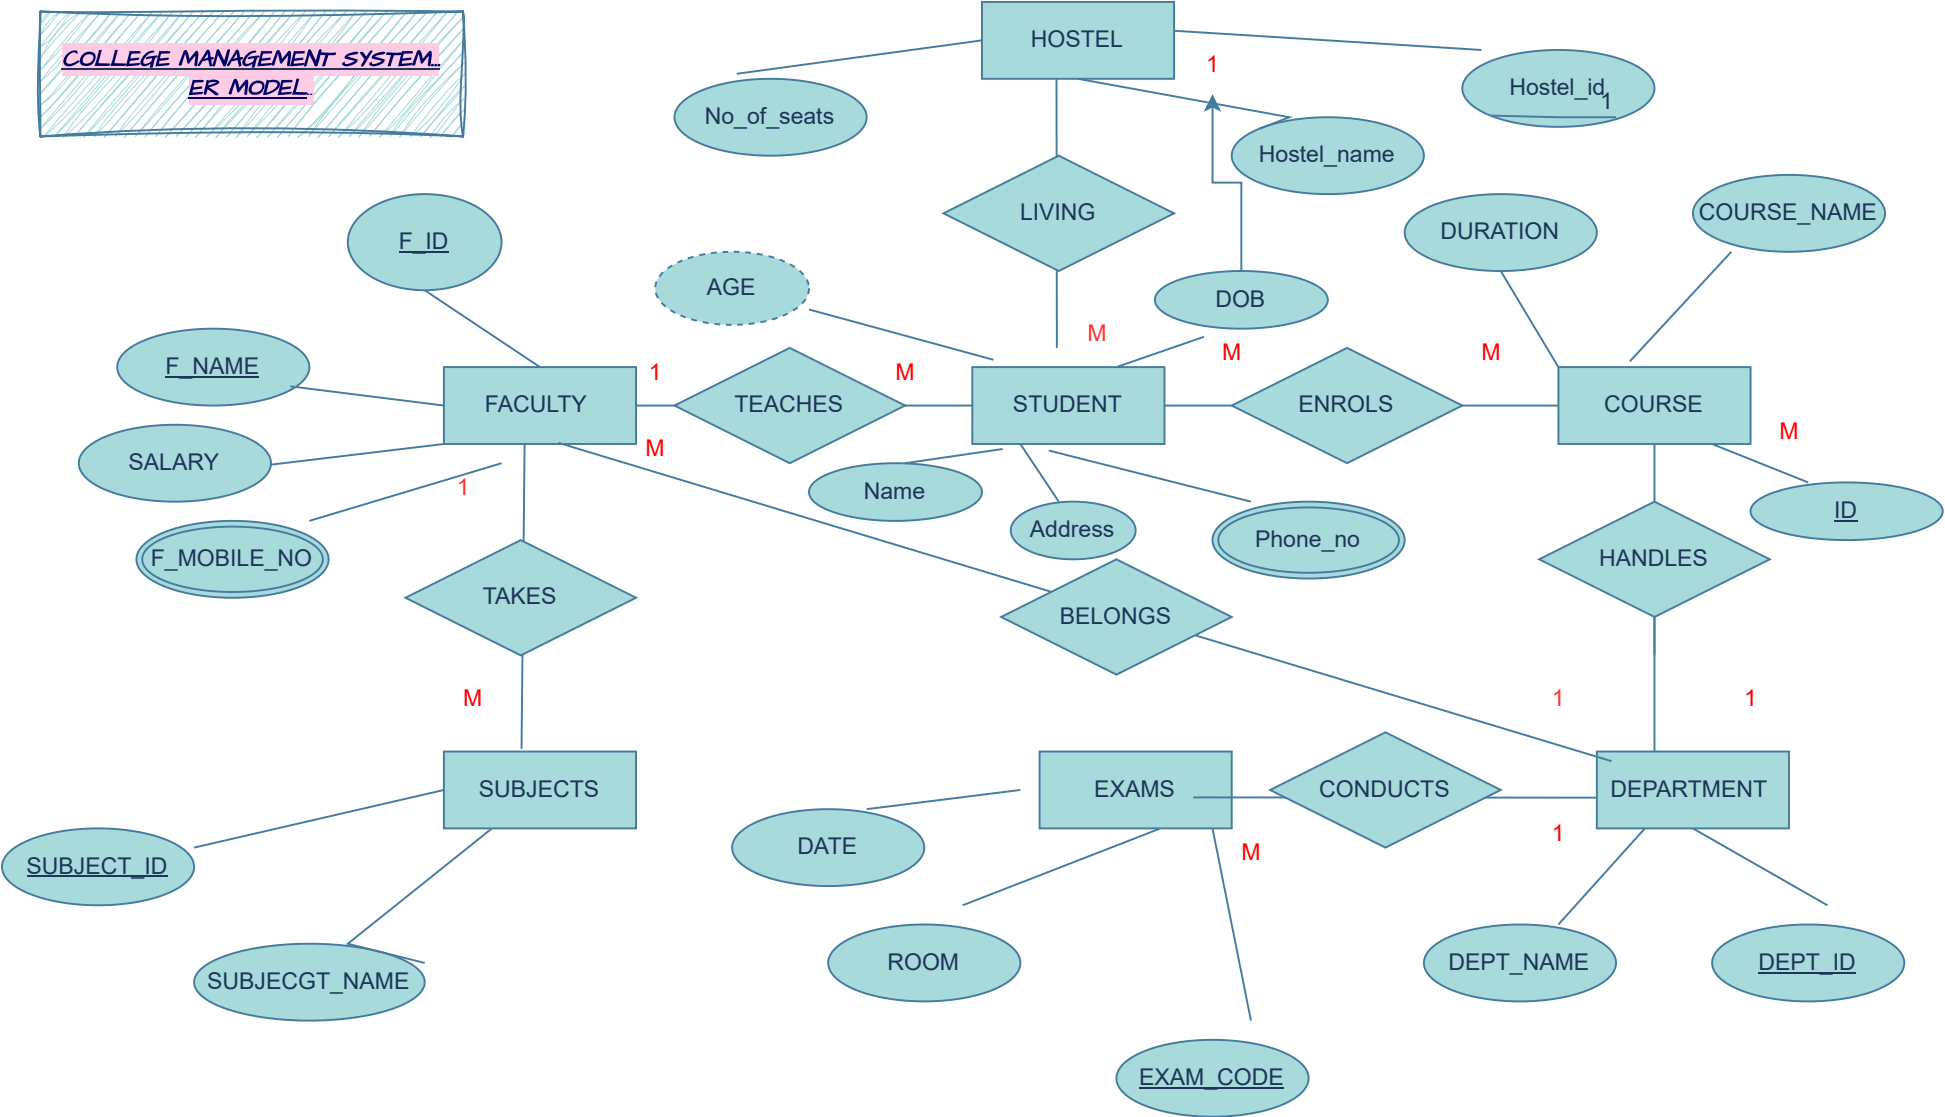 COLLEGE MANAGEMENT SYSTEM...
ER MODEL..
HOSTEL
1
No_of_seats
Hostel_id
1
Hostel_name
LIVING
F_ID
DURATION
COURSE_NAME
AGE
DOB
M
F_NAME
1
M
M
M
FACULTY
TEACHES
STUDENT
ENROLS
COURSE
M
SALARY
M
1
Name
Address
Phone_no
ID
F_MOBILE_NO
TAKES
BELONGS
HANDLES
M
1
1
SUBJECTS
EXAMS
CONDUCTS
DEPARTMENT
DATE
M
1
SUBJECT_ID
SUBJECGT_NAME
ROOM
DEPT_NAME
DEPT_ID
EXAM_CODE